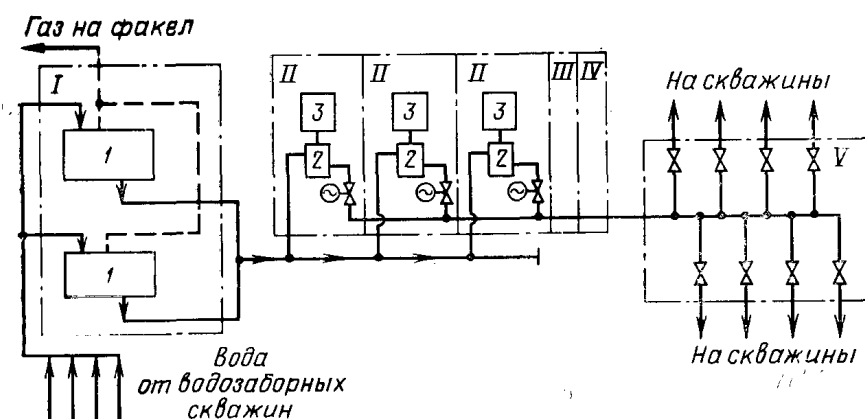 Газ на факел
I
II
II
II
III
IV
На скважины
3
3
3
1
2
2
2
V
1
На скважины
Вода
от водозаборных
скважин